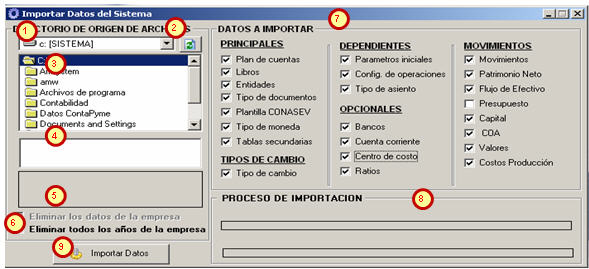 Importar Datos del Sistema
DIRECTORIO DE ORIGEN DE ARCHIVOS
1
2
c: [SISTEMA]
3
C:\
amw
Archivos de programa
Contabilidad
Datos ContaPyme
Documents and Settings
4
5
Eliminar los datos de la empresa
6
Eliminar todos los años de la empresa
9
Importar Datos
7
DATOS A IMPORTAR
PRINCIPALES
Plan de cuentas
Libros
Entidades
Tipo de documentos
Plantilla CONASEV
Tipo de moneda
Tablas secundarias
TIPOS DE CAMBIO
Tipo de cambio
DEPENDIENTES
Parametros iniciales
Config. de operaciones
Tipo de asiento
OPCIONALES
Bancos
Cuenta corriente
Centro de costo
Ratios
MOVIMIENTOS
Movimientos
Patrimonio Neto
Flujo de Efectivo
Presupuesto
Capital
COA
Valores
Costos Producción
PROCESO DE IMPORTACION
8